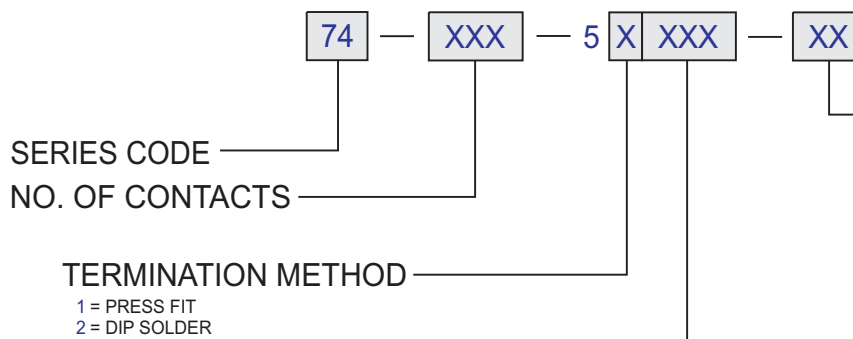 74 — XXX — 5 X XXX — XX
SERIES CODE
NO. OF CONTACTS
TERMINATION METHOD
1 = PRESS FIT
2 = DIP SOLDER